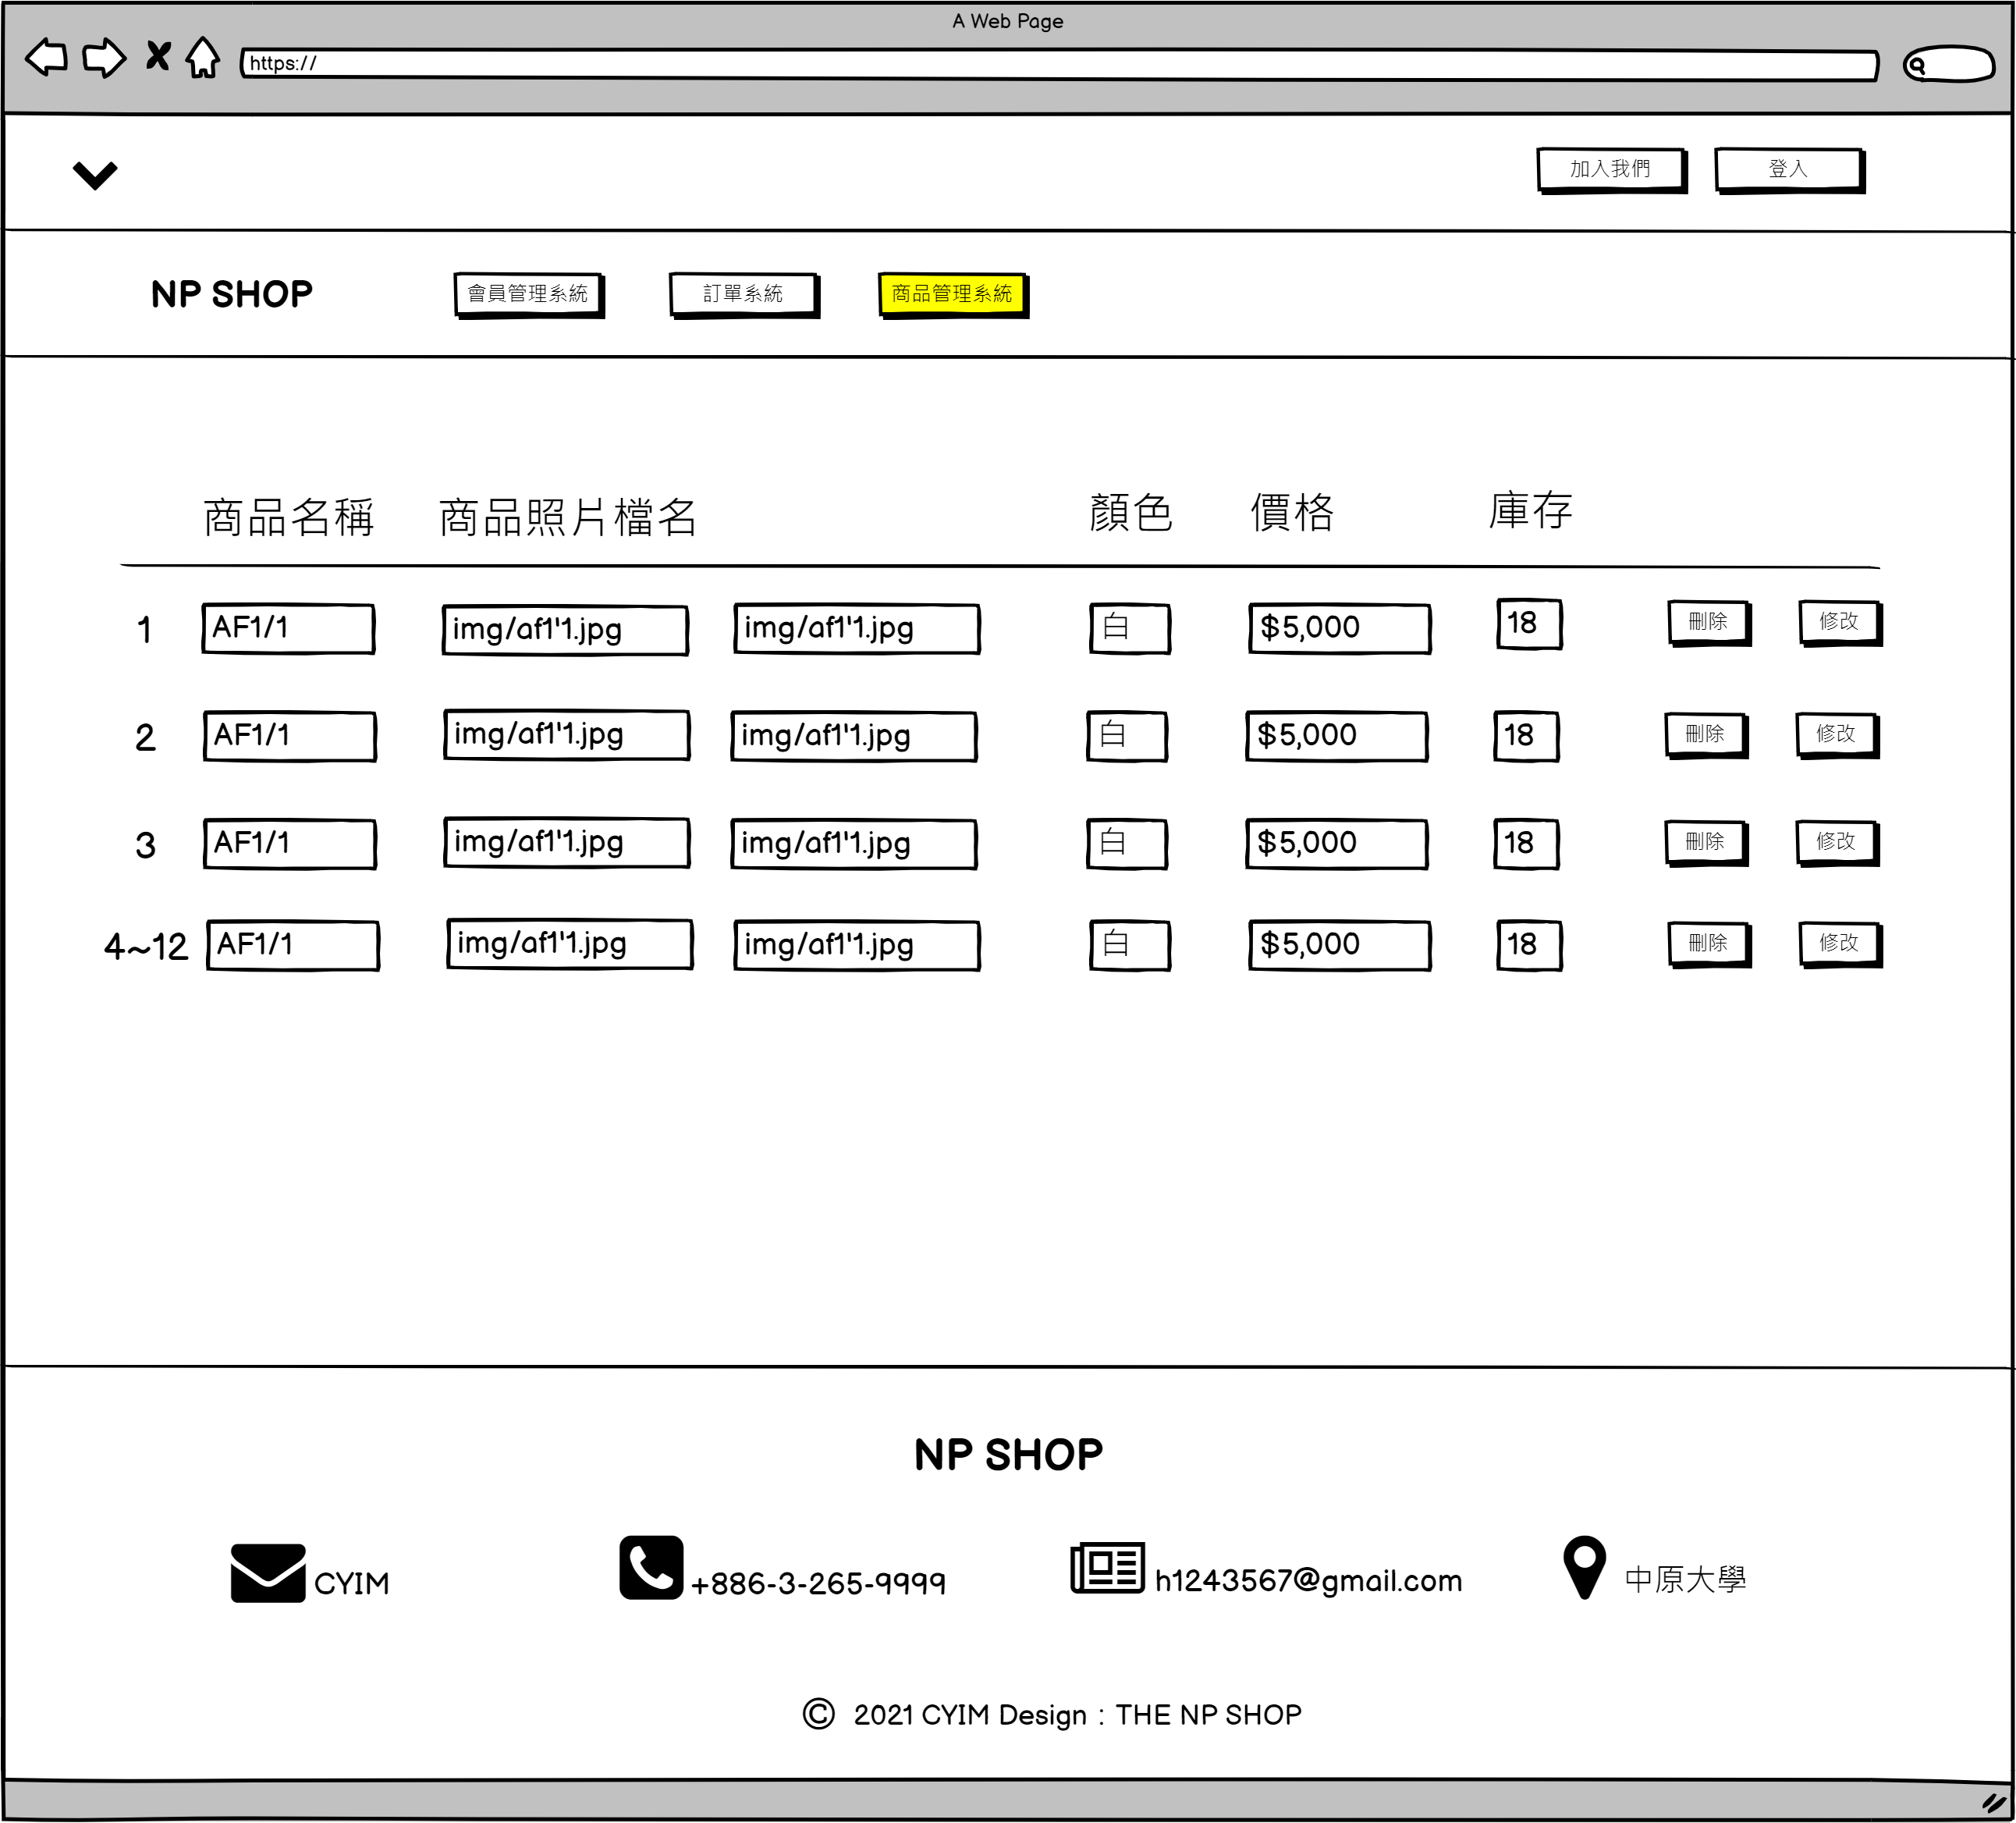 A Web Page
https://
加入我們 登入
NP SHOP 會員管理系統 訂單系統 商品管理系統
商品名稱 商品照片檔名 顏色 價格 庫存
1 AF1/1 img/af1'1.jpg img/af1'1.jpg 白 $5,000 18 刪除 修改
2 AF1/1 img/af1'1.jpg img/af1'1.jpg 白 $5,000 18 刪除 修改
3 AF1/1 img/af1'1.jpg img/af1'1.jpg 白 $5,000 18 刪除 修改
4~12 AF1/1 img/af1'1.jpg img/af1'1.jpg 白 $5,000 18 刪除 修改
NP SHOP
CYIM +886-3-265-9999 h1243567@gmail.com 中原大學
© 2021 CYIM Design : THE NP SHOP